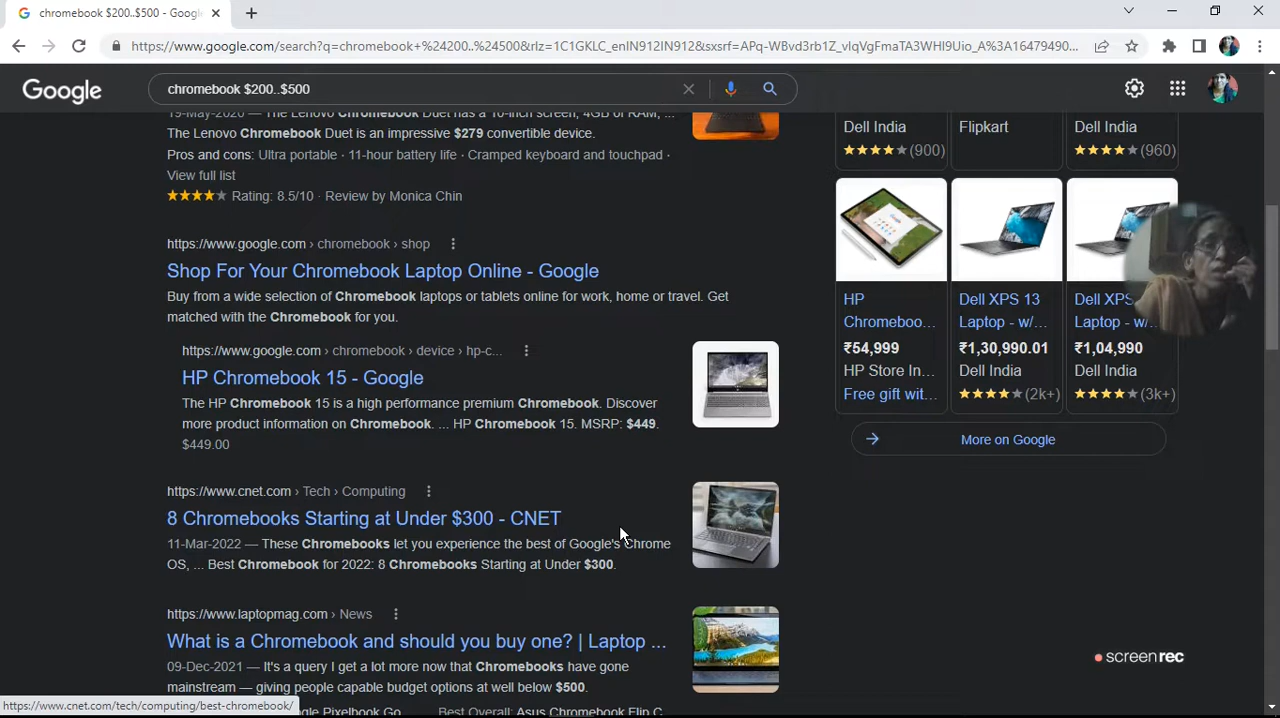 chromebook $200..$500 - Google
https://www.google.com/search?q=chromebook+%24200..%24500&rlz=1C1GKLC_enIN912IN912&sxsrf=APq-WBvd3rb1Z_vlqVgFmaTA3WHI9Uio_A%3A16479490...
Google
chromebook $200..$500
19-May-2020 — The Lenovo Chromebook Duet has a 10-inch screen, 4GB of RAM, ...
The Lenovo Chromebook Duet is an impressive $279 convertible device.
Pros and cons: Ultra portable · 11-hour battery life · Cramped keyboard and touchpad ·
View full list
Rating: 8.5/10 · Review by Monica Chin
https://www.google.com › chromebook › shop
Shop For Your Chromebook Laptop Online - Google
Buy from a wide selection of Chromebook laptops or tablets online for work, home or travel. Get
matched with the Chromebook for you.
https://www.google.com › chromebook › device › hp-c...
HP Chromebook 15 - Google
The HP Chromebook 15 is a high performance premium Chromebook. Discover
more product information on Chromebook. ... HP Chromebook 15. MSRP: $449.
$449.00
https://www.cnet.com › Tech › Computing
8 Chromebooks Starting at Under $300 - CNET
11-Mar-2022 — These Chromebooks let you experience the best of Google's Chrome
OS, ... Best Chromebook for 2022: 8 Chromebooks Starting at Under $300.
https://www.laptopmag.com › News
What is a Chromebook and should you buy one? | Laptop ...
09-Dec-2021 — It's a query I get a lot more now that Chromebooks have gone
mainstream — giving people capable budget options at well below $500.
Google Pixelbook Go Best Overall: Asus Chromebook Flip C
https://www.cnet.com/tech/computing/best-chromebook/
Dell India
(900)
Flipkart
Dell India
(960)
HP
Chromeboo...
₹54,999
HP Store In...
Free gift wit...
Dell XPS 13
Laptop - w/...
₹1,30,990.01
Dell India
(2k+)
Dell XPS
Laptop - w/...
₹1,04,990
Dell India
(3k+)
More on Google
screenrec